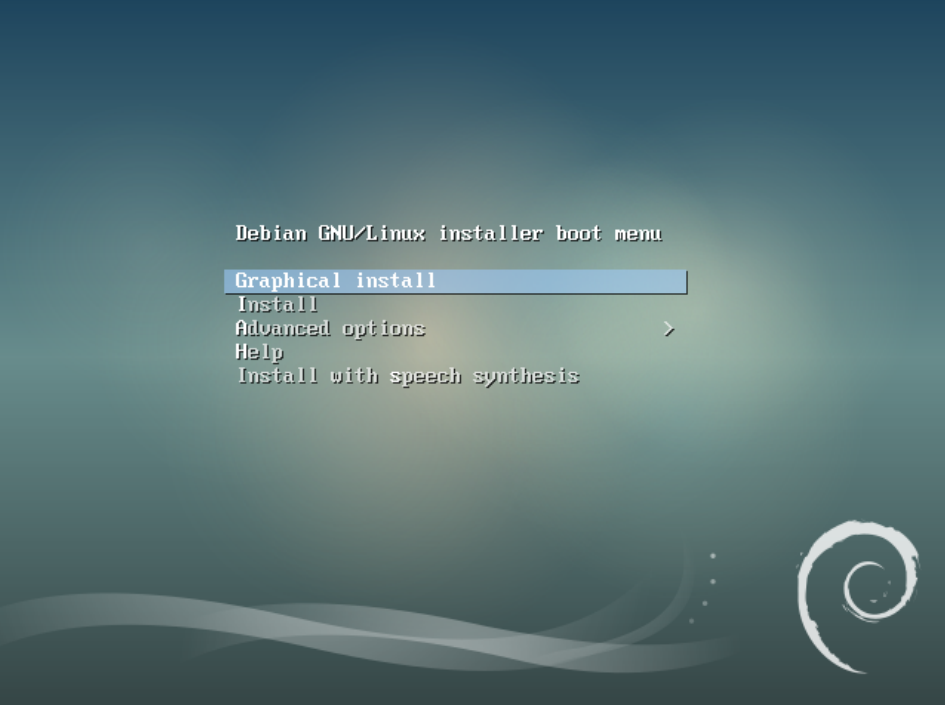 Debian GNU/Linux installer boot menu
Graphical install
Install
Advanced options >
Help
Install with speech synthesis